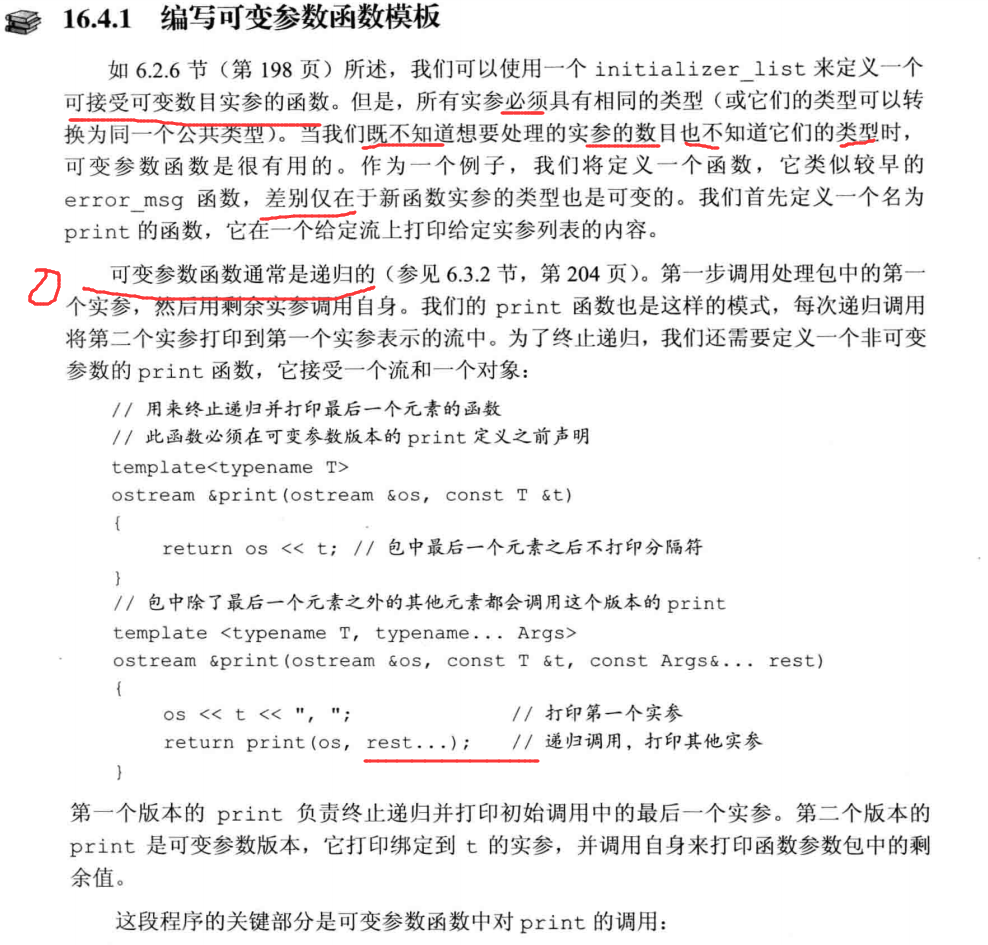 16.4.1 编写可变参数函数模板
如 6.2.6 节（第 198 页）所述，我们可以使用一个 initializer_list 来定义一个
可接受可变数目实参的函数。但是，所有实参必须具有相同的类型（或它们的类型可以转
换为同一个公共类型）。当我们既不知道想要处理的实参的数目也不知道它们的类型时，
可变参数函数是很有用的。作为一个例子，我们将定义一个函数，它类似较早的
error_msg 函数，差别仅在于新函数实参的类型也是可变的。我们首先定义一个名为
print 的函数，它在一个给定流上打印给定实参列表的内容。
可变参数函数通常是递归的（参见 6.3.2 节，第 204 页）。第一步调用处理包中的第一
个实参，然后用剩余实参调用自身。我们的 print 函数也是这样的模式，每次递归调用
将第二个实参打印到第一个实参表示的流中。为了终止递归，我们还需要定义一个非可变
参数的 print 函数，它接受一个流和一个对象：
// 用来终止递归并打印最后一个元素的函数
// 此函数必须在可变参数版本的 print 定义之前声明
template<typename T>
ostream &print(ostream &os, const T &t)
{
return os << t; // 包中最后一个元素之后不打印分隔符
}
// 包中除了最后一个元素之外的其他元素都会调用这个版本的 print
template <typename T, typename... Args>
ostream &print(ostream &os, const T &t, const Args&... rest)
{
os << t << ", "; // 打印第一个实参
return print(os, rest...); // 递归调用，打印其他实参
}
第一个版本的 print 负责终止递归并打印初始调用中的最后一个实参。第二个版本的
print 是可变参数版本，它打印绑定到 t 的实参，并调用自身来打印函数参数包中的剩
余值。
这段程序的关键部分是可变参数函数中对 print 的调用：